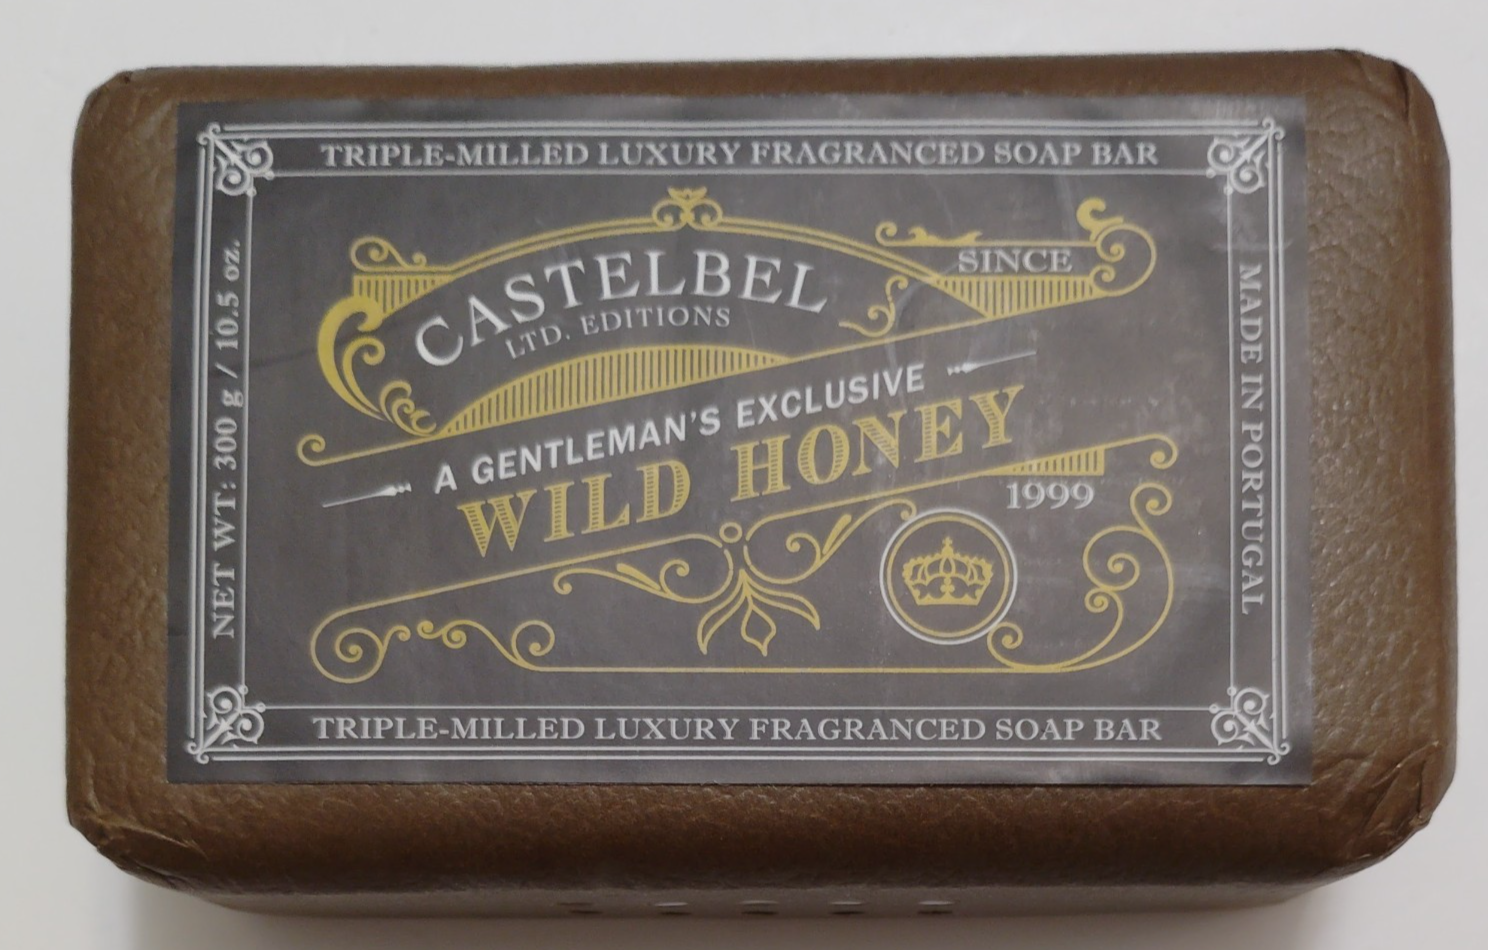 TRIPLE-MILLED LUXURY FRAGRANCED SOAP BAR
CASTELBEL
LTD. EDITIONS
SINCE
A GENTLEMAN'S EXCLUSIVE
WILD HONEY
1999
NET WT: 300 g / 10.5 oz.
MADE IN PORTUGAL
TRIPLE-MILLED LUXURY FRAGRANCED SOAP BAR